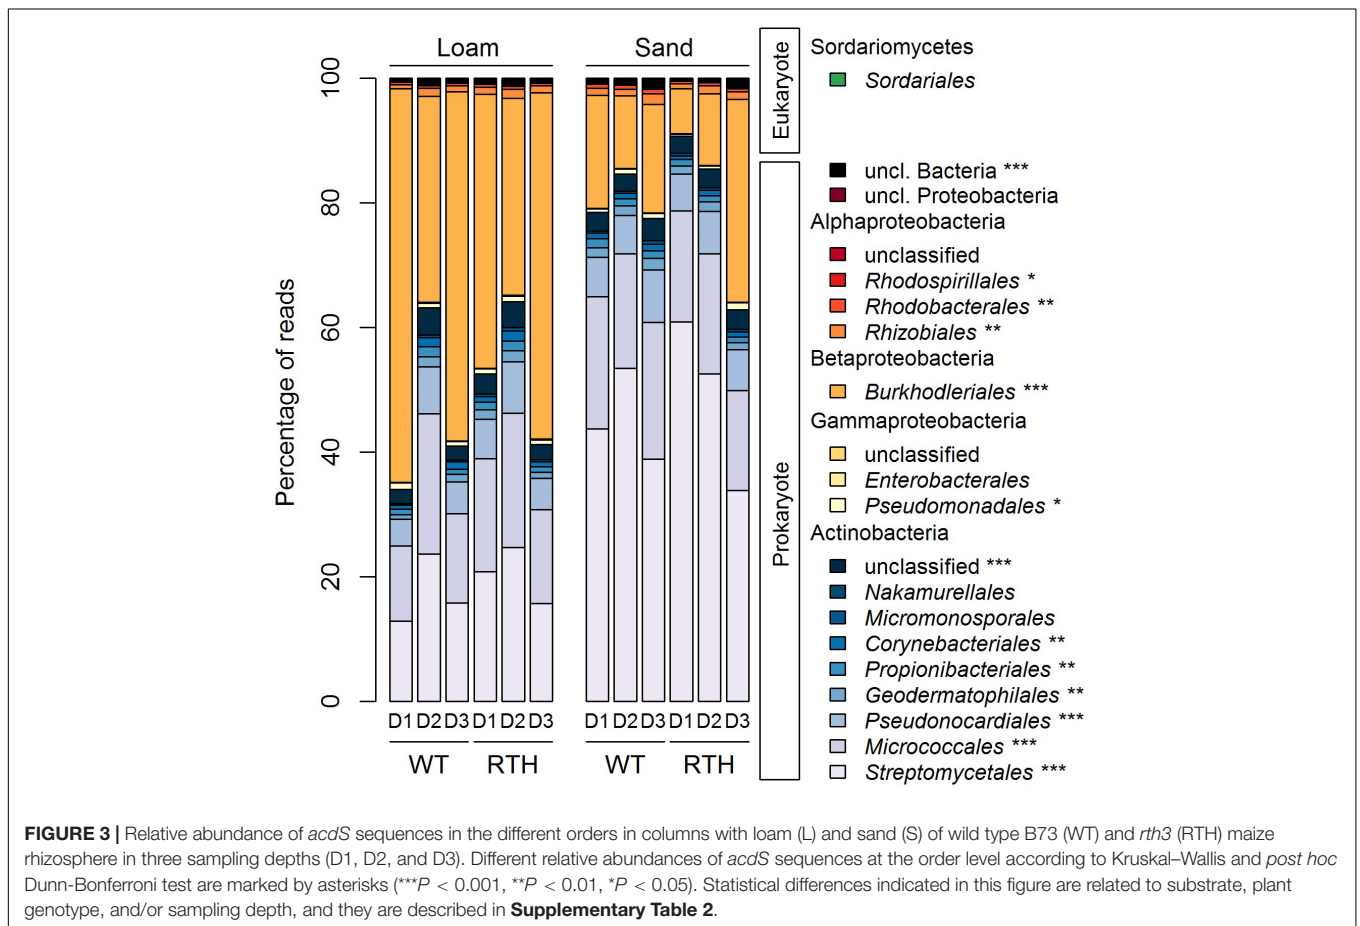 Loam
Sand
Percentage of reads
100
80
60
40
20
0
D1 D2 D3 D1 D2 D3
D1 D2 D3 D1 D2 D3
WT RTH
WT RTH
Eukaryote
Prokaryote
Sordariomycetes
Sordariales
uncl. Bacteria ***
uncl. Proteobacteria
Alphaproteobacteria
unclassified
Rhodospirillales *
Rhodobacterales **
Rhizobiales **
Betaproteobacteria
Burkhodleriales ***
Gammaproteobacteria
unclassified
Enterobacterales
Pseudomonadales *
Actinobacteria
unclassified ***
Nakamurellales
Micromonosporales
Corynebacteriales **
Propionibacteriales **
Geodermatophilales **
Pseudonocardiales ***
Micrococcales ***
Streptomycetales ***
FIGURE 3 | Relative abundance of acdS sequences in the different orders in columns with loam (L) and sand (S) of wild type B73 (WT) and rth3 (RTH) maize
rhizosphere in three sampling depths (D1, D2, and D3). Different relative abundances of acdS sequences at the order level according to Kruskal–Wallis and post hoc
Dunn-Bonferroni test are marked by asterisks (***P < 0.001, **P < 0.01, *P < 0.05). Statistical differences indicated in this figure are related to substrate, plant
genotype, and/or sampling depth, and they are described in Supplementary Table 2.